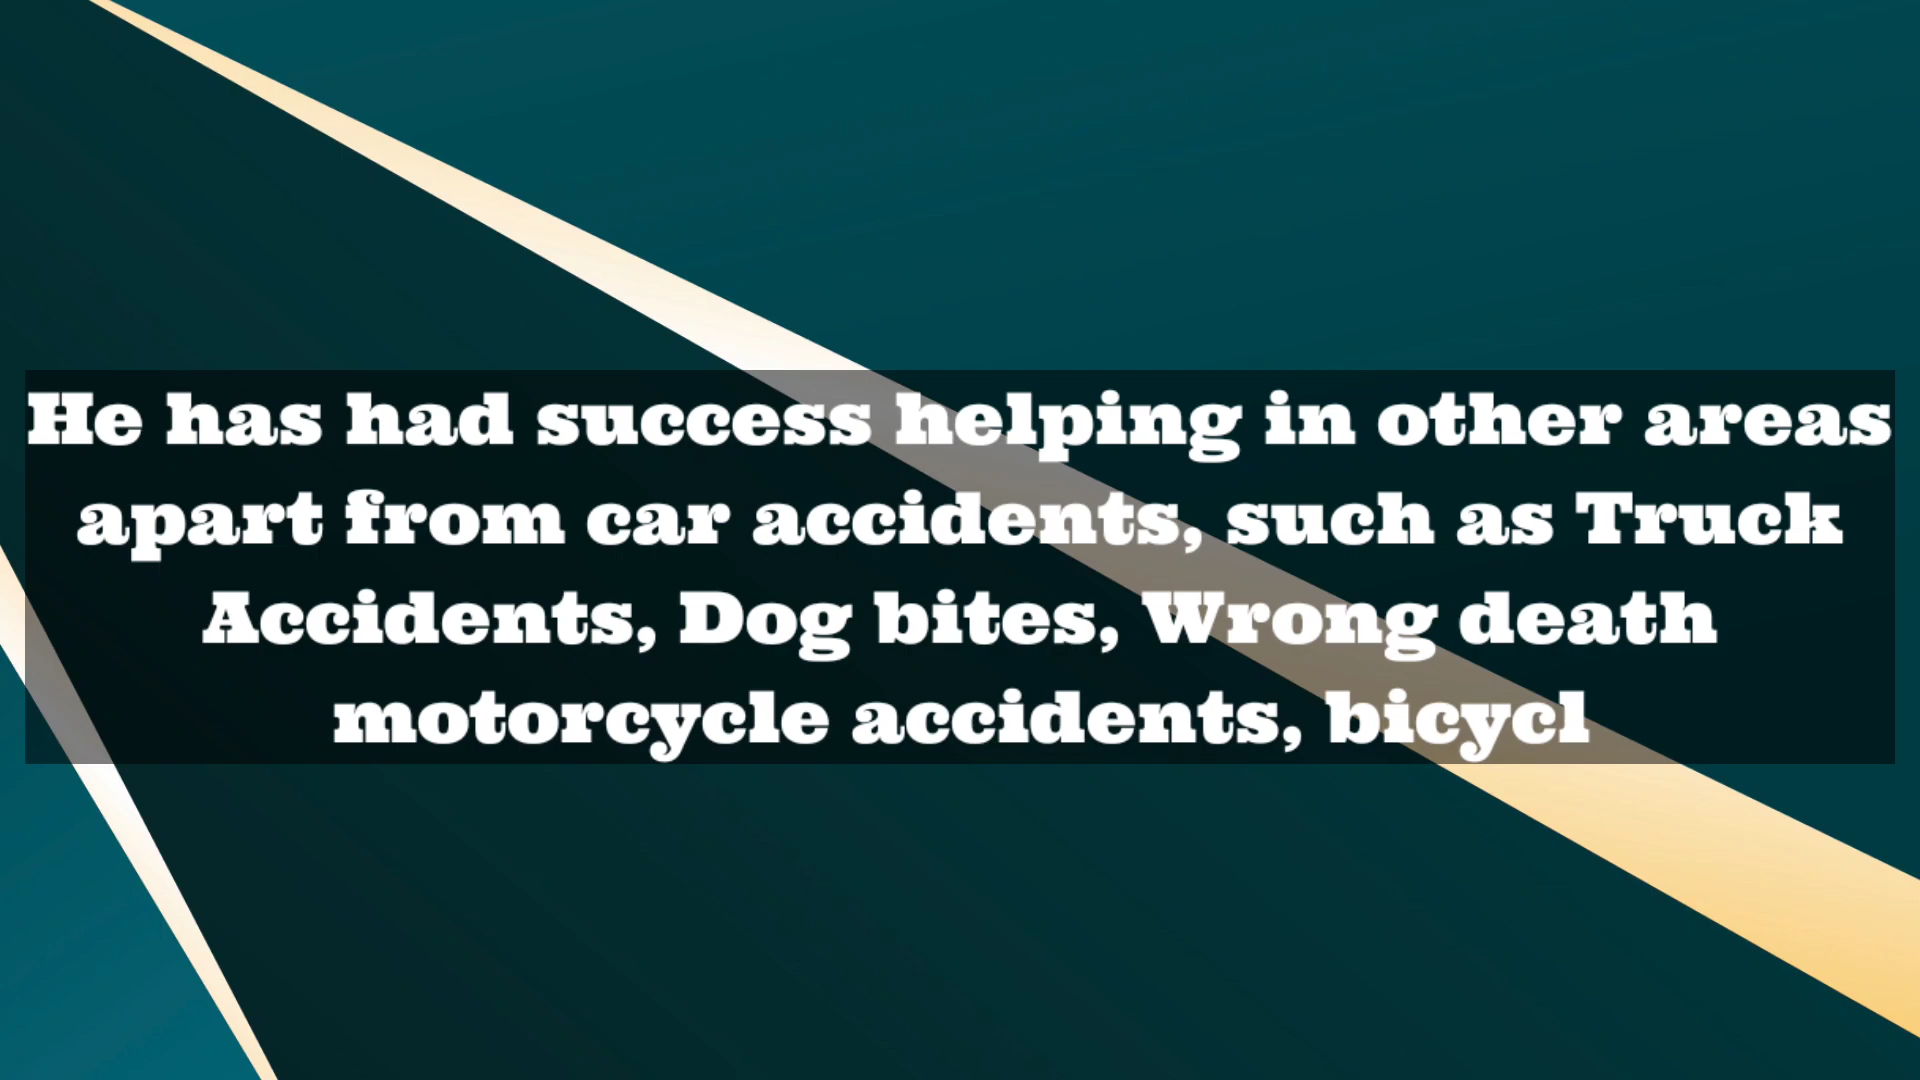 He has had success helping in other areas
apart from car accidents, such as Truck
Accidents, Dog bites, Wrong death
motorcycle accidents, bicycl